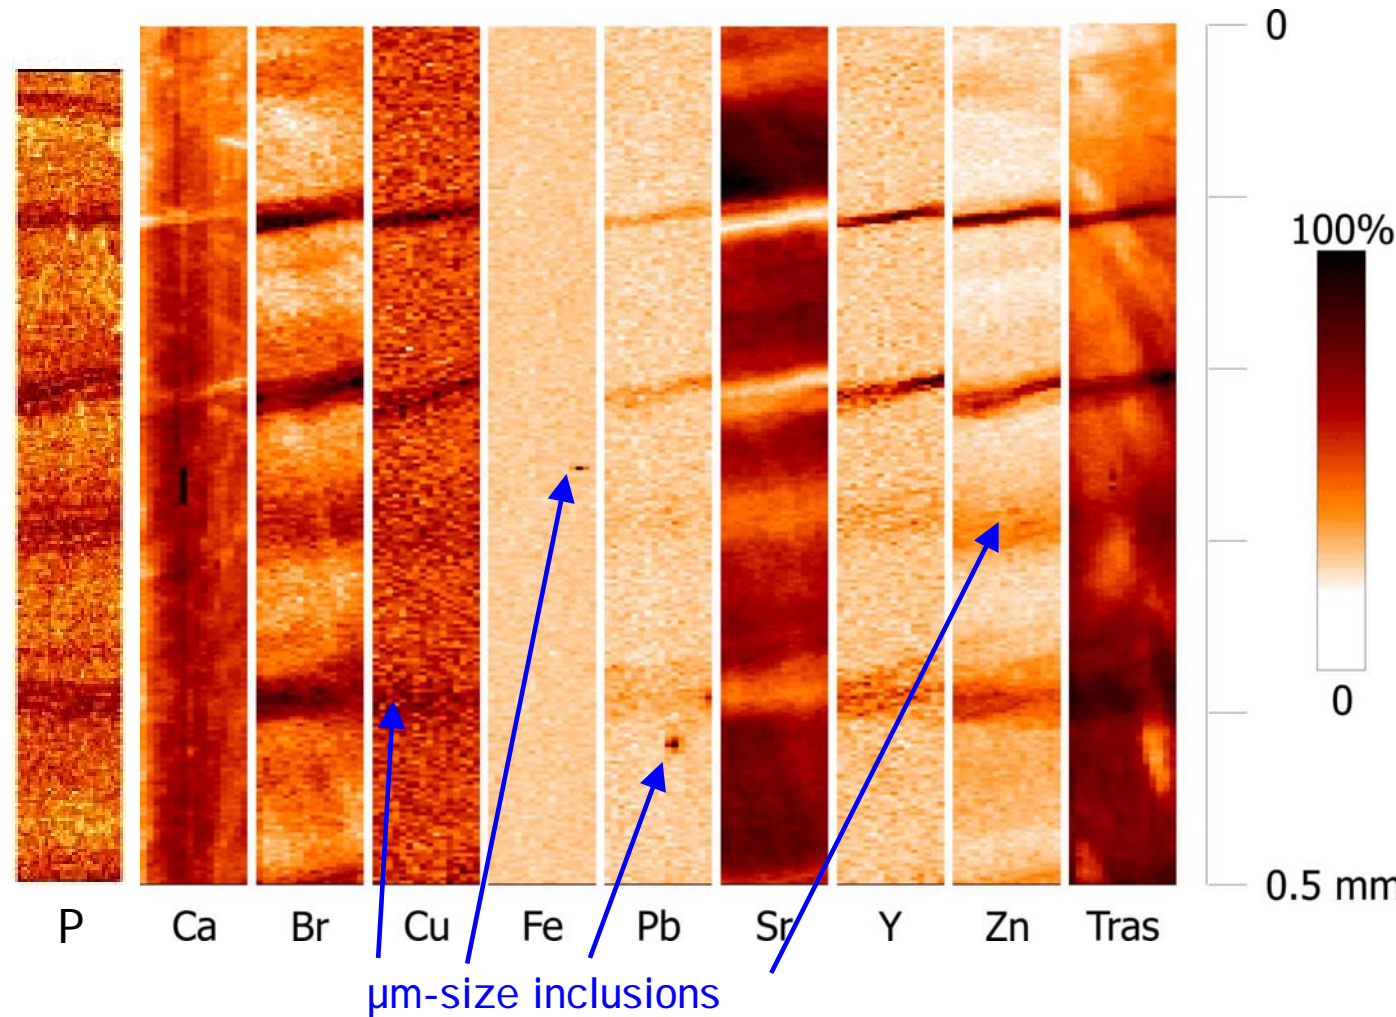 0
100%
0
0.5 mm
P Ca Br Cu Fe Pb Sr Y Zn Tras
µm-size inclusions